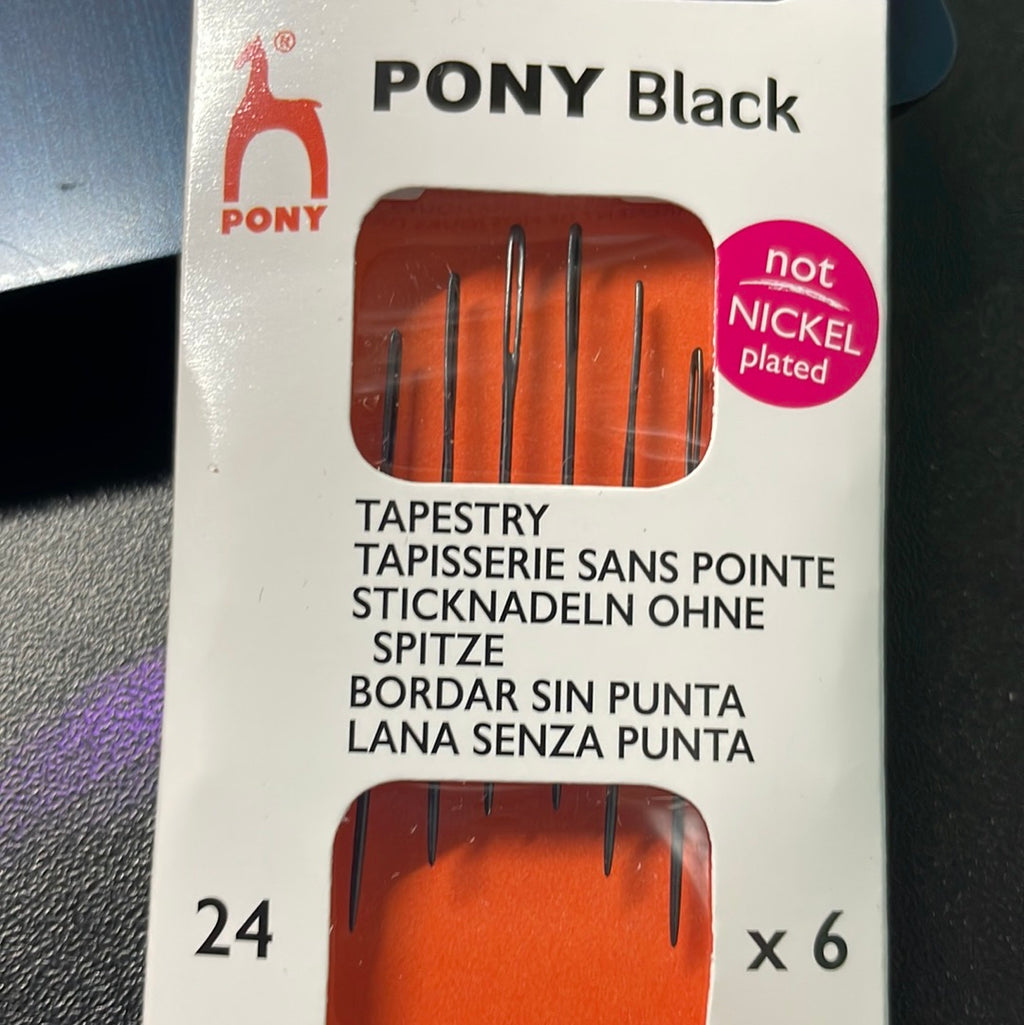 ®
PONY
PONY Black
not
NICKEL
plated
TAPESTRY
TAPISSERIE SANS POINTE
STICKNADELN OHNE
SPITZE
BORDAR SIN PUNTA
LANA SENZA PUNTA
24
x 6